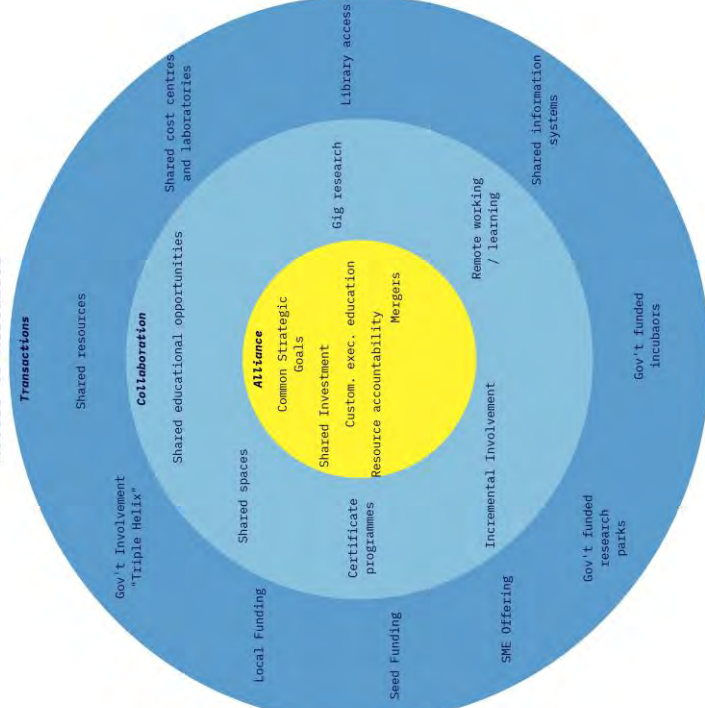 Transactions
Shared resources
Gov't Involvement
"Triple Helix"
Collaboration
Shared cost centres
and laboratories
Shared educational opportunities
Shared spaces
Local Funding
Alliance
Common Strategic
Goals
Shared Investment
Custom. exec. education
Resource accountability
Mergers
Gig research
Library access
Certificate
programmes
Seed Funding
Remote working
/ learning
Incremental Involvement
SME Offering
Shared information
systems
Gov't funded
research
parks
Gov't funded
incubaors